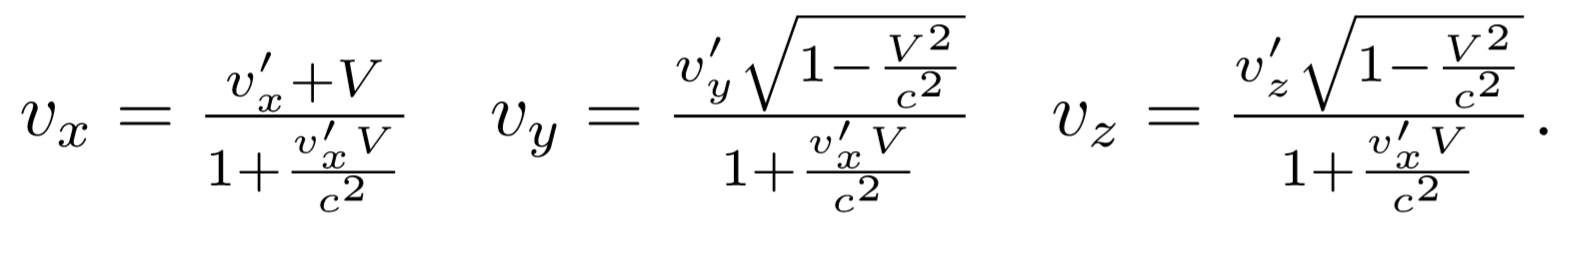 $v_x = \frac{v'_x + V}{1 + \frac{v'_x V}{c^2}} \quad v_y = \frac{v'_y \sqrt{1 - \frac{V^2}{c^2}}}{1 + \frac{v'_x V}{c^2}} \quad v_z = \frac{v'_z \sqrt{1 - \frac{V^2}{c^2}}}{1 + \frac{v'_x V}{c^2}}.$